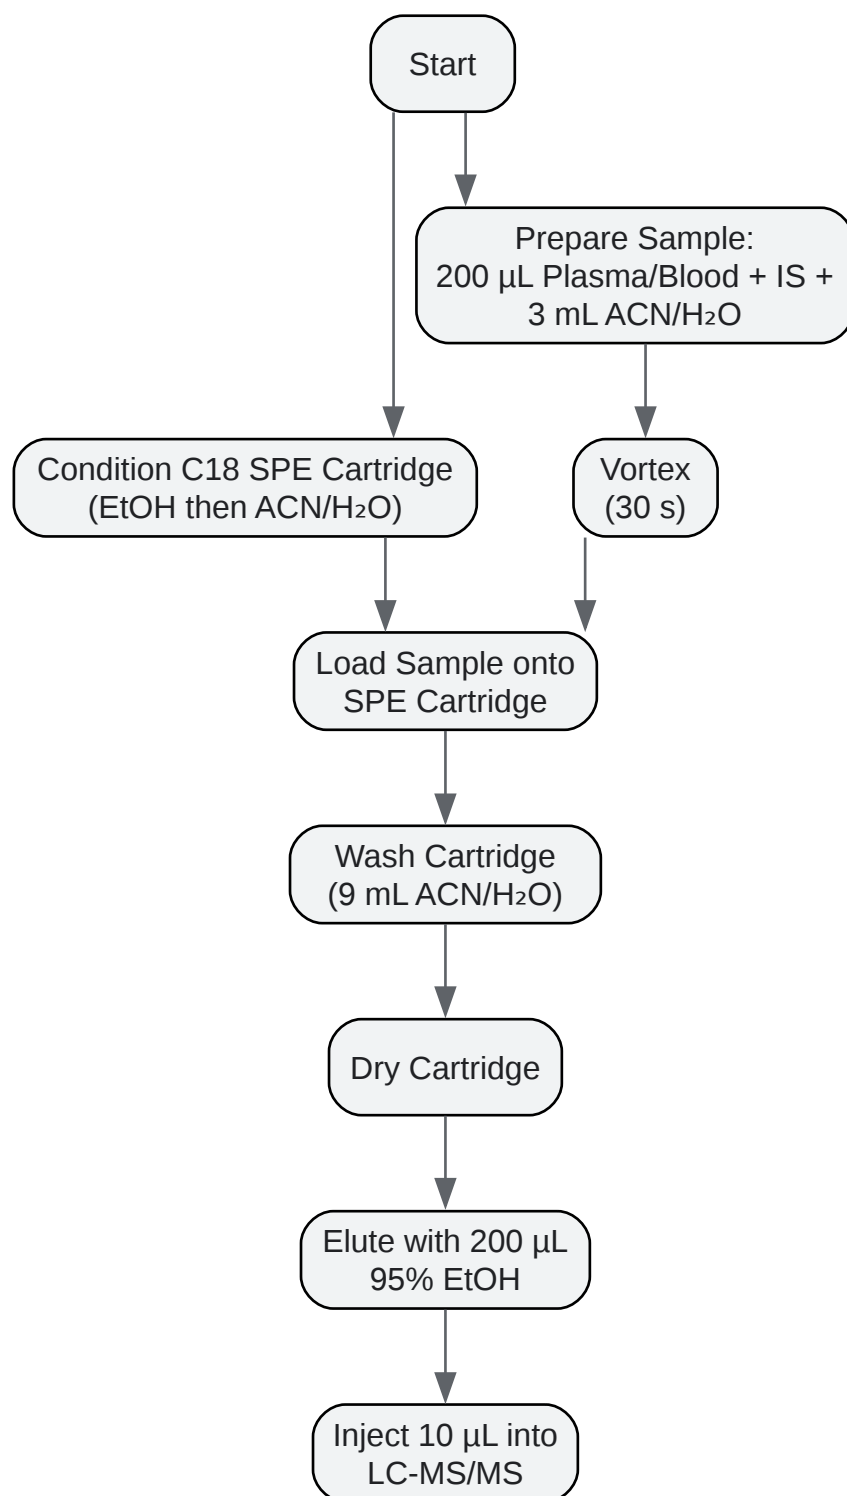 Start
Prepare Sample:
200 µL Plasma/Blood + IS +
3 mL ACN/H₂O
Condition C18 SPE Cartridge
(EtOH then ACN/H₂O)
Vortex
(30 s)
Load Sample onto
SPE Cartridge
Wash Cartridge
(9 mL ACN/H₂O)
Dry Cartridge
Elute with 200 µL
95% EtOH
Inject 10 µL into
LC-MS/MS